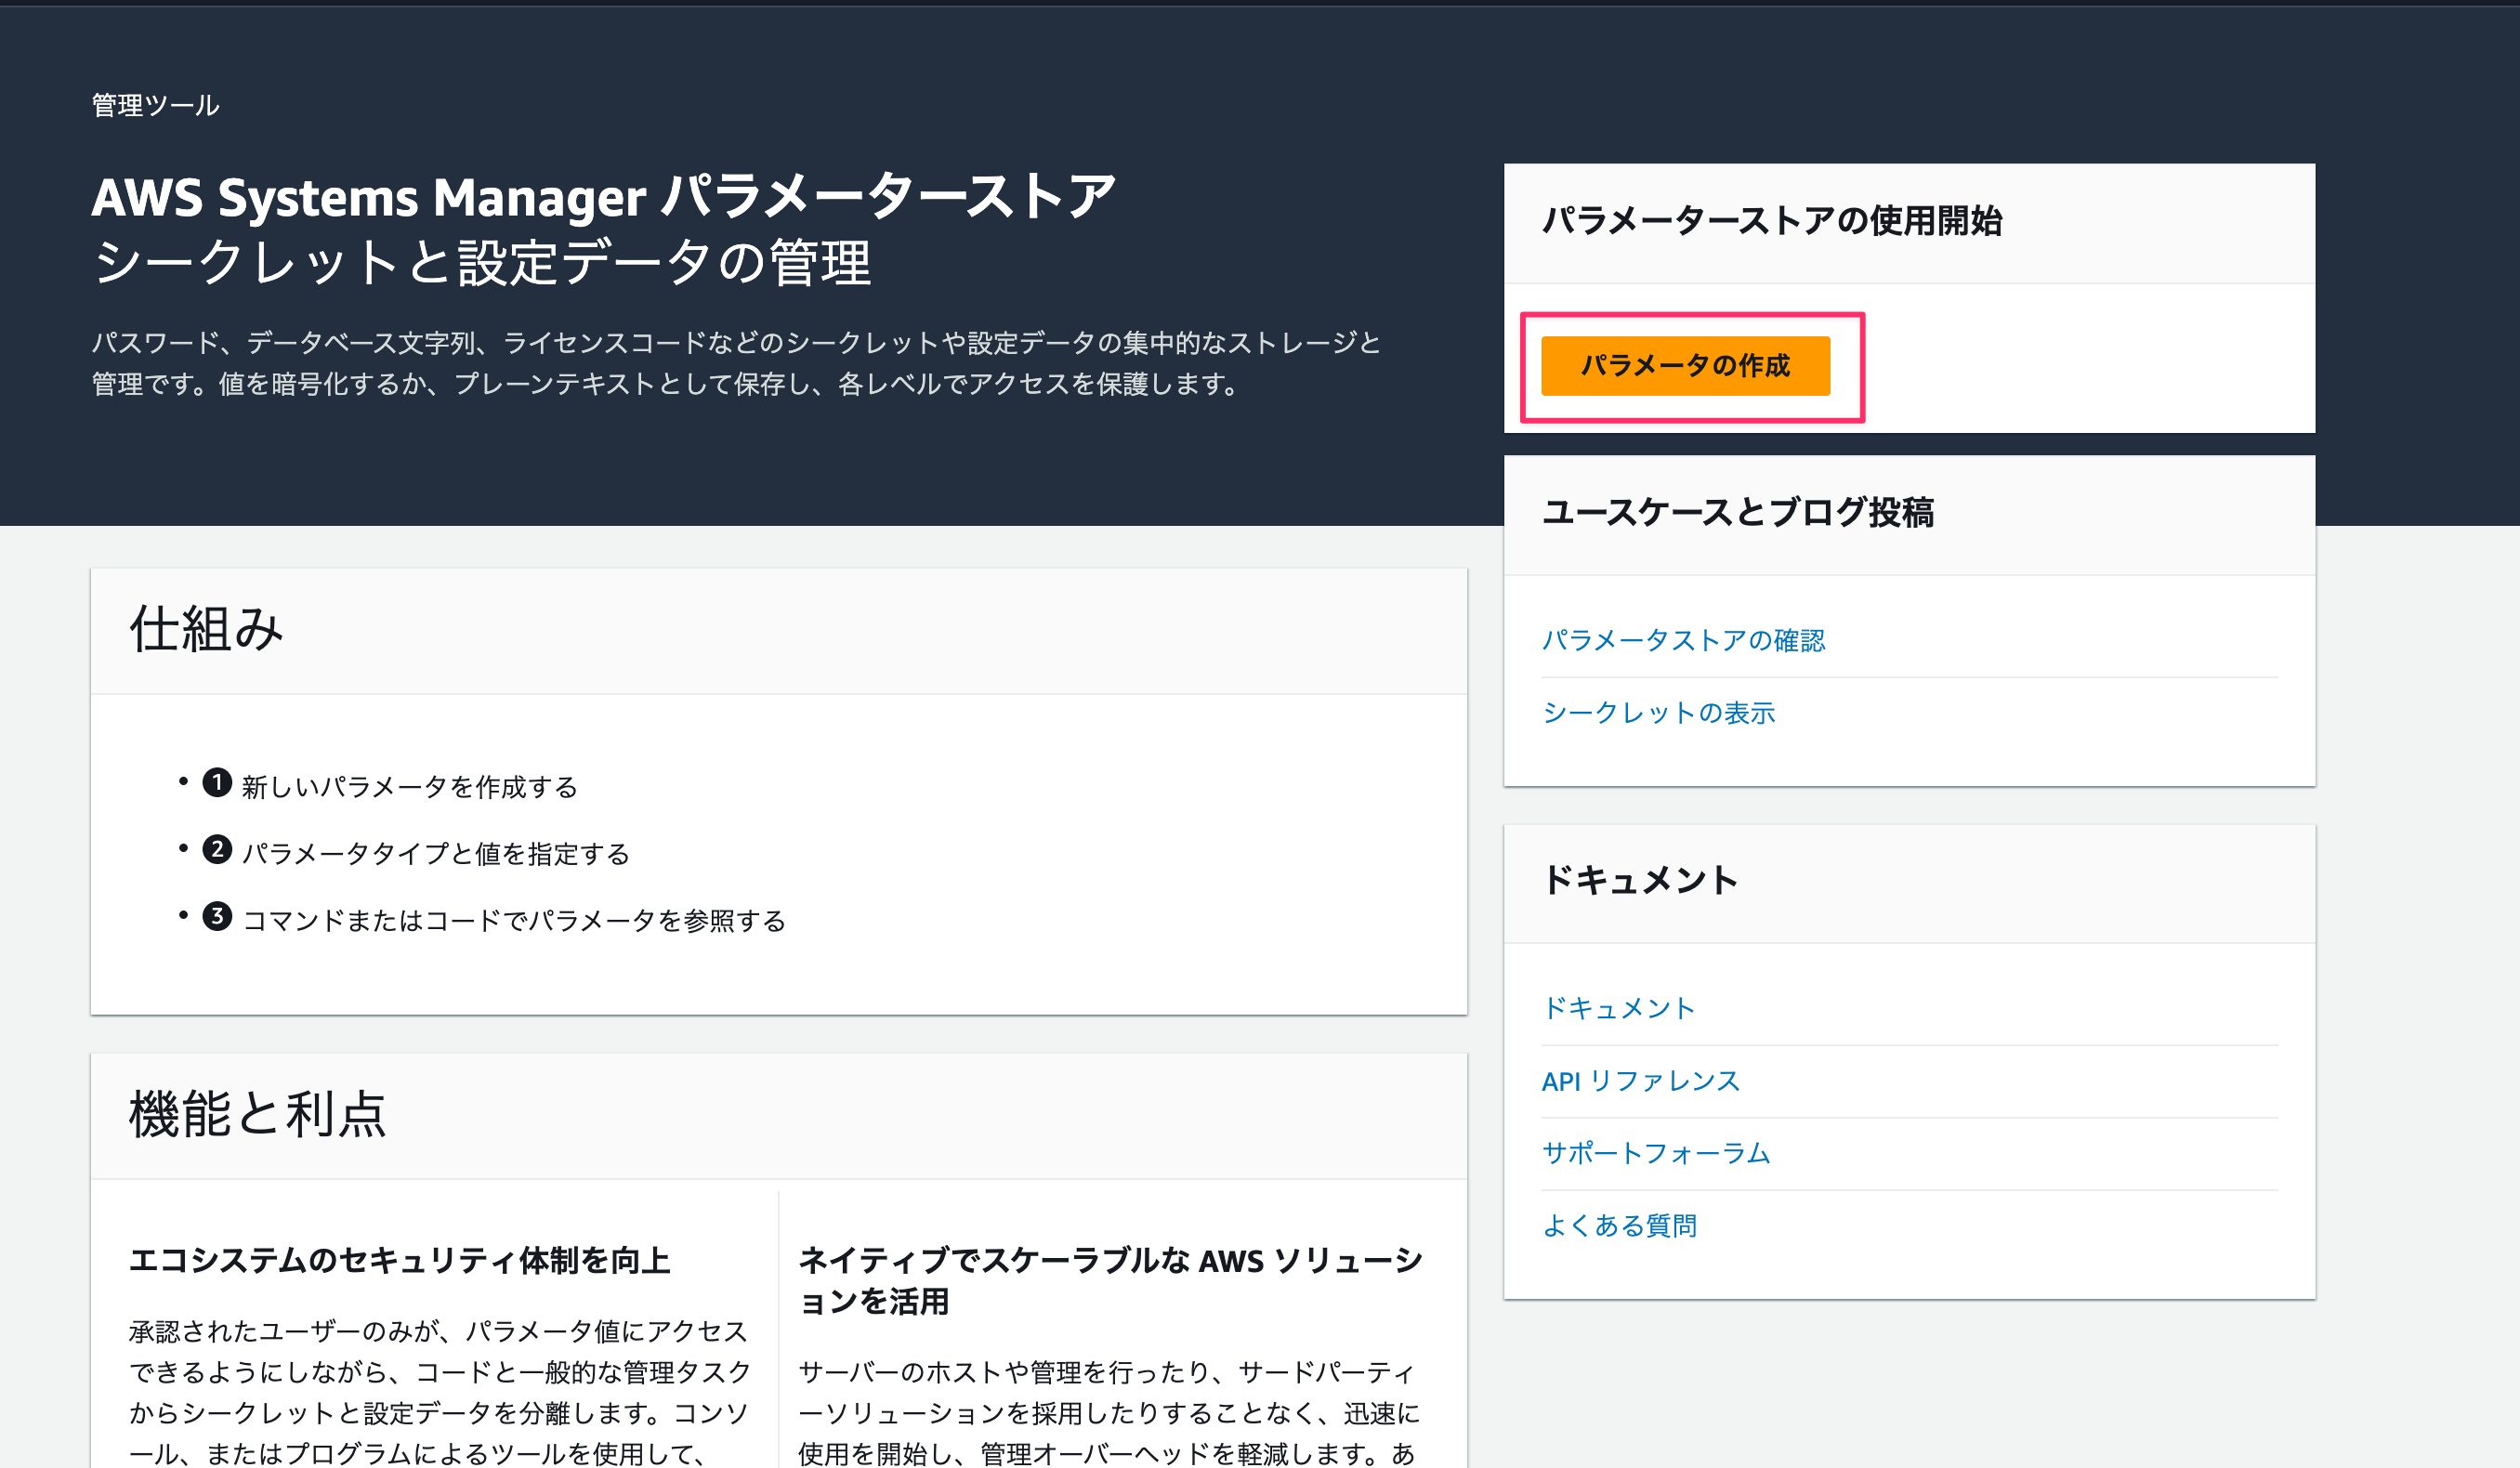 管理ツール
AWS Systems Manager パラメーターストア
シークレットと設定データの管理
パスワード、データベース文字列、ライセンスコードなどのシークレットや設定データの集中的なストレージと
管理です。値を暗号化するか、プレーンテキストとして保存し、各レベルでアクセスを保護します。
パラメーターストアの使用開始
パラメータの作成
ユースケースとブログ投稿
パラメータストアの確認
シークレットの表示
ドキュメント
ドキュメント
API リファレンス
サポートフォーラム
よくある質問
仕組み
• 1 新しいパラメータを作成する
• 2 パラメータタイプと値を指定する
• 3 コマンドまたはコードでパラメータを参照する
機能と利点
エコシステムのセキュリティ体制を向上
承認されたユーザーのみが、パラメータ値にアクセス
できるようにしながら、コードと一般的な管理タスク
からシークレットと設定データを分離します。コンソ
ール、またはプログラムによるツールを使用して、
ネイティブでスケーラブルな AWS ソリューシ
ョンを活用
サーバーのホストや管理を行ったり、サードパーティ
ーソリューションを採用したりすることなく、迅速に
使用を開始し、管理オーバーヘッドを軽減します。あ